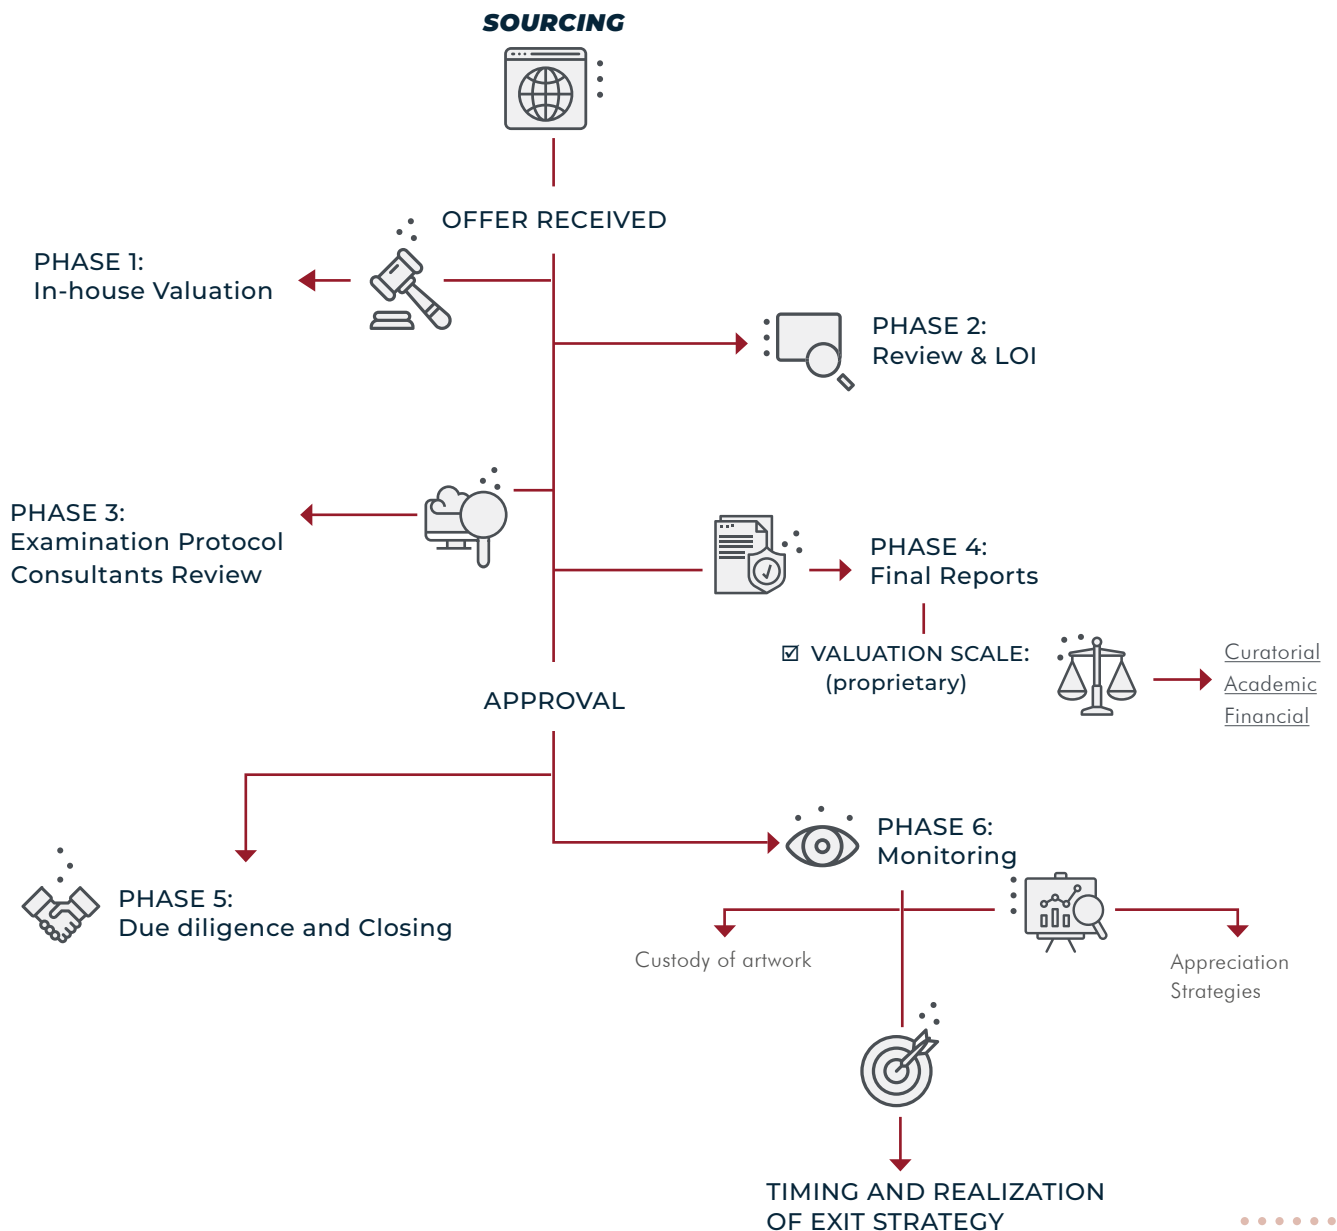 SOURCING
OFFER RECEIVED
PHASE 1:
In-house Valuation
PHASE 2:
Review & LOI
PHASE 3:
Examination Protocol
Consultants Review
PHASE 4:
Final Reports
☑ VALUATION SCALE:
(proprietary)
Curatorial
Academic
Financial
APPROVAL
PHASE 5:
Due diligence and Closing
PHASE 6:
Monitoring
Custody of artwork
Appreciation
Strategies
TIMING AND REALIZATION
OF EXIT STRATEGY